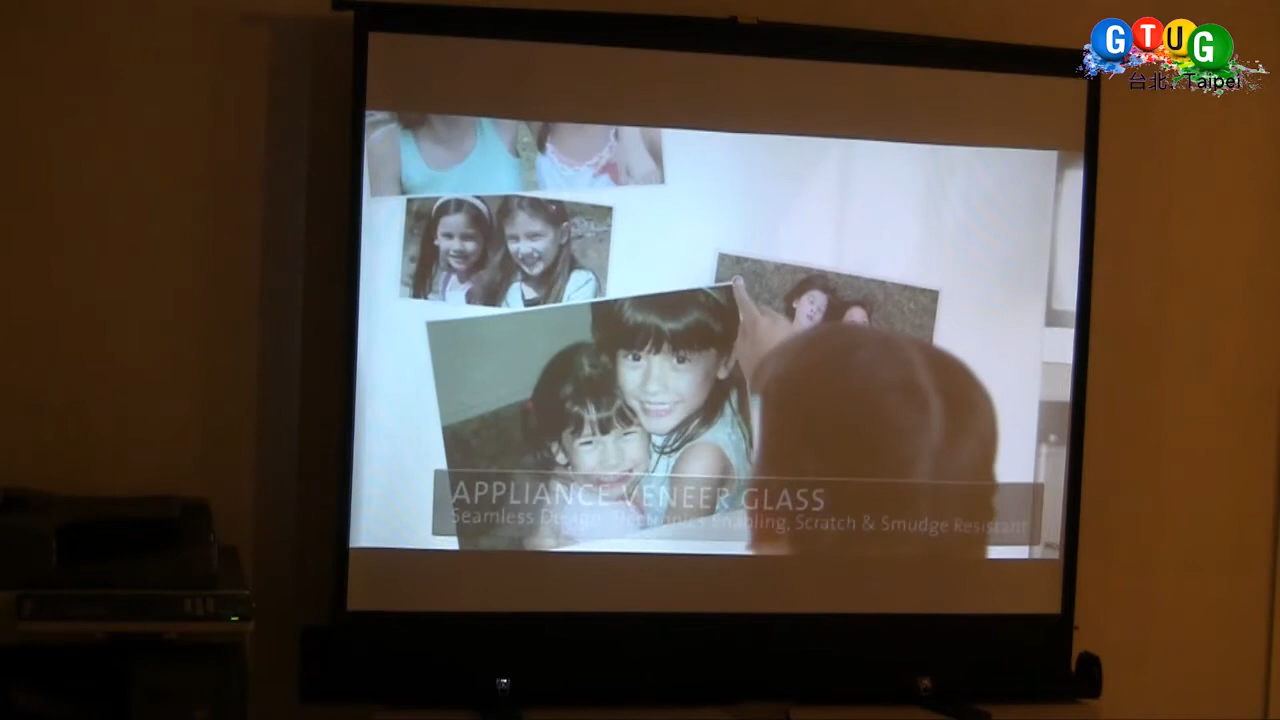 GTUG
台北, Taipei
APPLIANCE VENEER GLASS
Seamless Design, Electronics Enabling, Scratch & Smudge Resistant